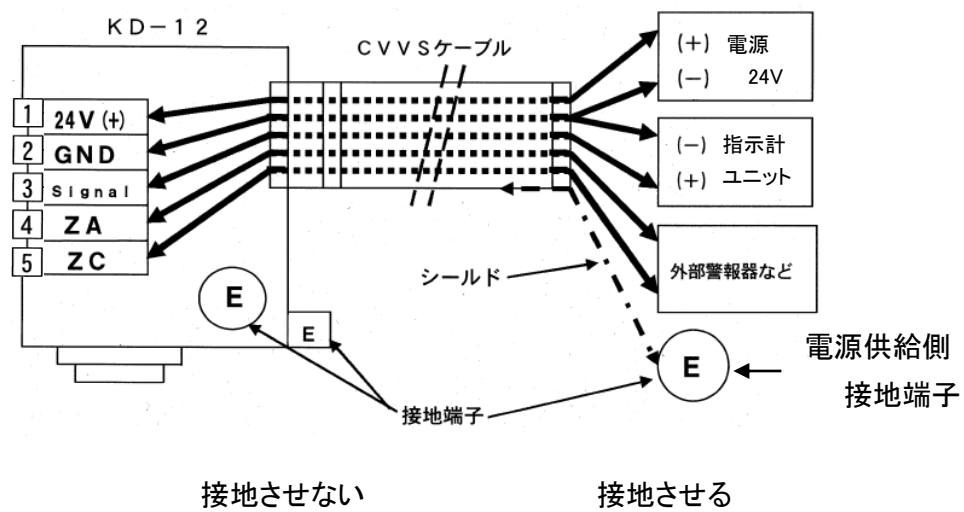 KD-12
CVVSケーブル
1 24V(+)
2 GND
3 Signal
4 ZA
5 ZC
(+) 電源
(-) 24V
(-) 指示計
(+) ユニット
外部警報器など
シールド
E
E
E
電源供給側
接地端子
接地端子
接地させない
接地させる